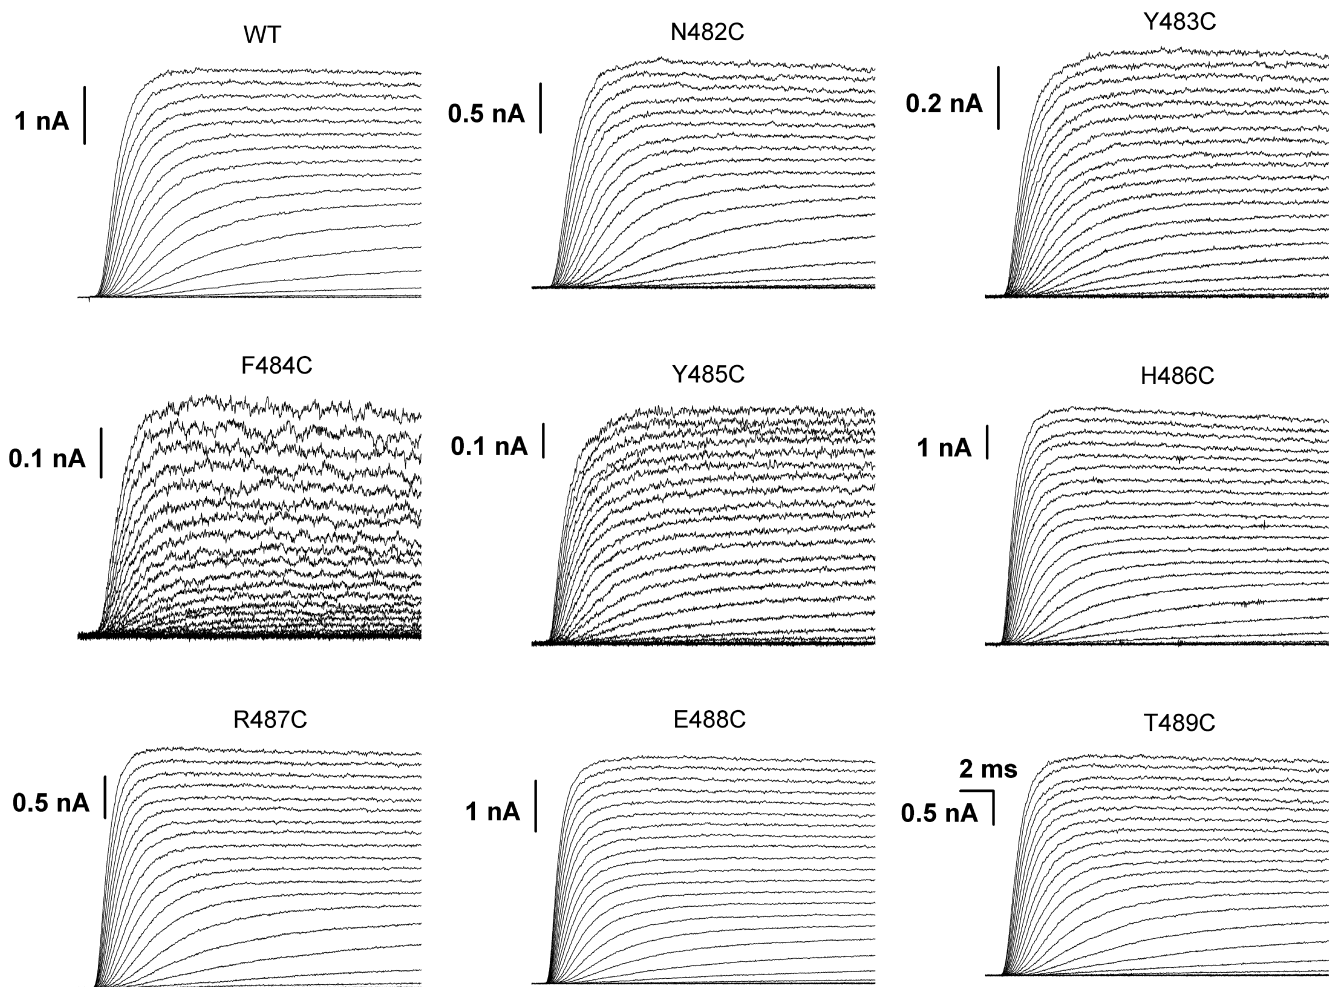 WT
N482C
Y483C
1 nA
0.5 nA
0.2 nA
F484C
Y485C
H486C
0.1 nA
0.1 nA
1 nA
R487C
E488C
T489C
2 ms
0.5 nA
1 nA
0.5 nA